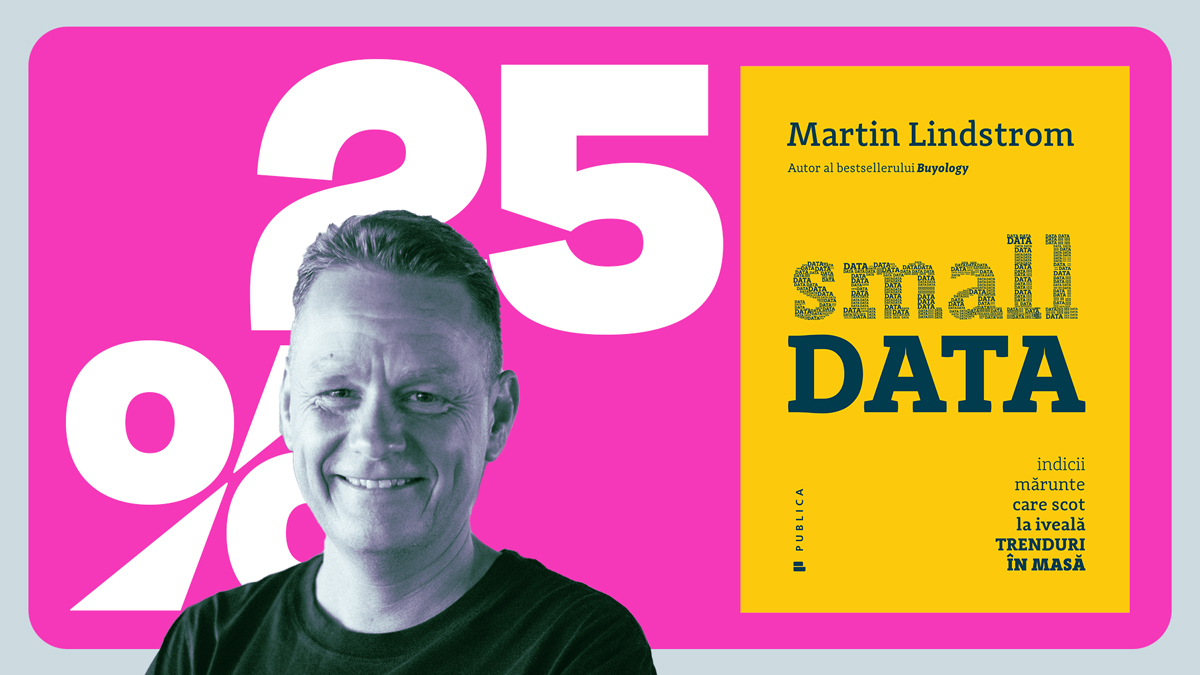 25
%
Martin Lindstrom
Autor al bestsellerului Buyology
small
DATA
indicii
mărunte
care scot
la iveală
TRENDURI
ÎN MASĂ
PUBLICA